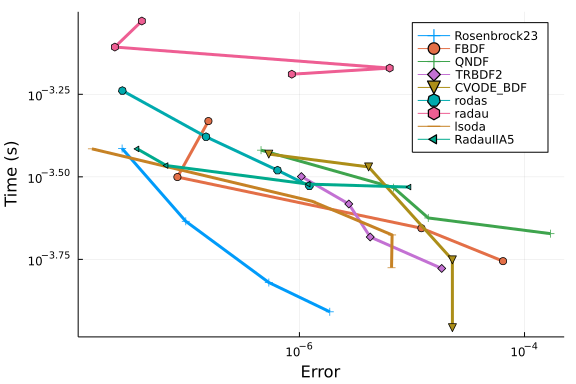 Rosenbrock23
FBDF
QNDF
TRBDF2
CVODE_BDF
rodas
radau
lsoda
RadauIIA5
10^−3.25
10^−3.50
10^−3.75
Time (s)
10^−6
10^−4
Error